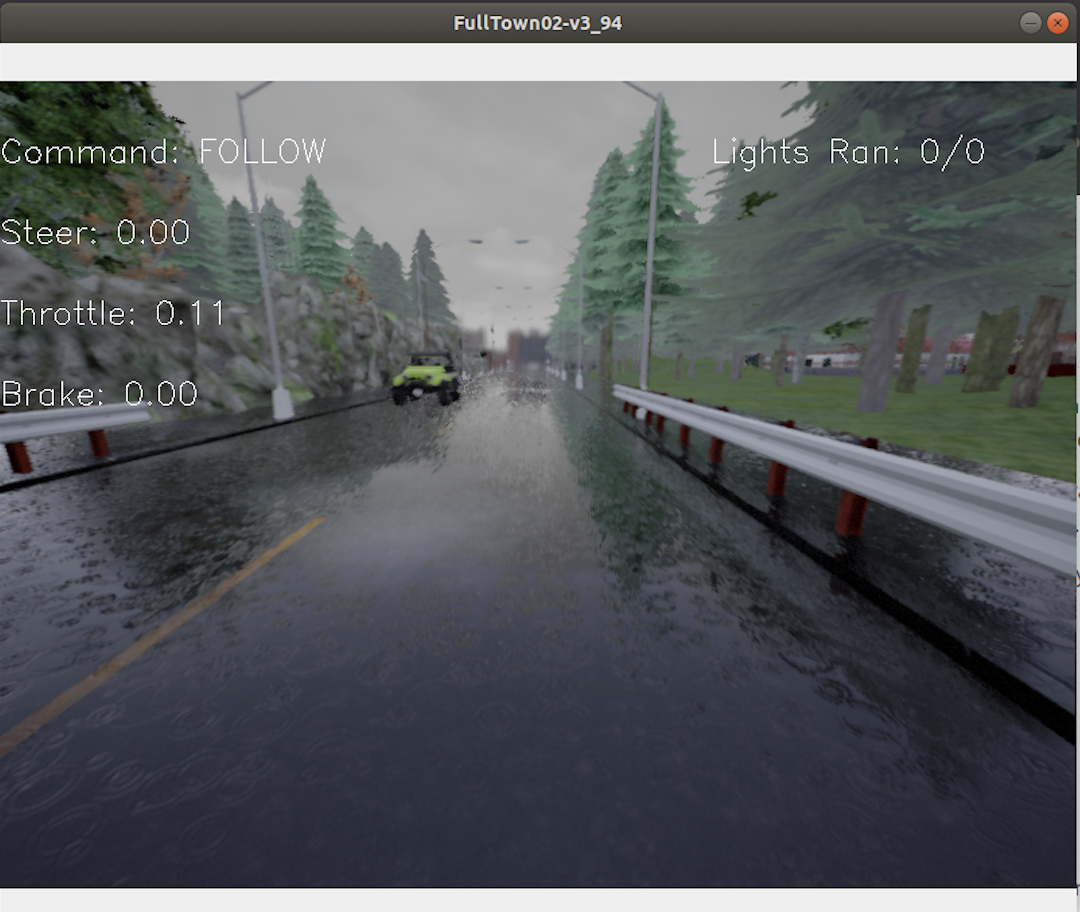 FullTown02-v3_94
Command: FOLLOW
Lights Ran: 0/0
Steer: 0.00
Throttle: 0.11
Brake: 0.00